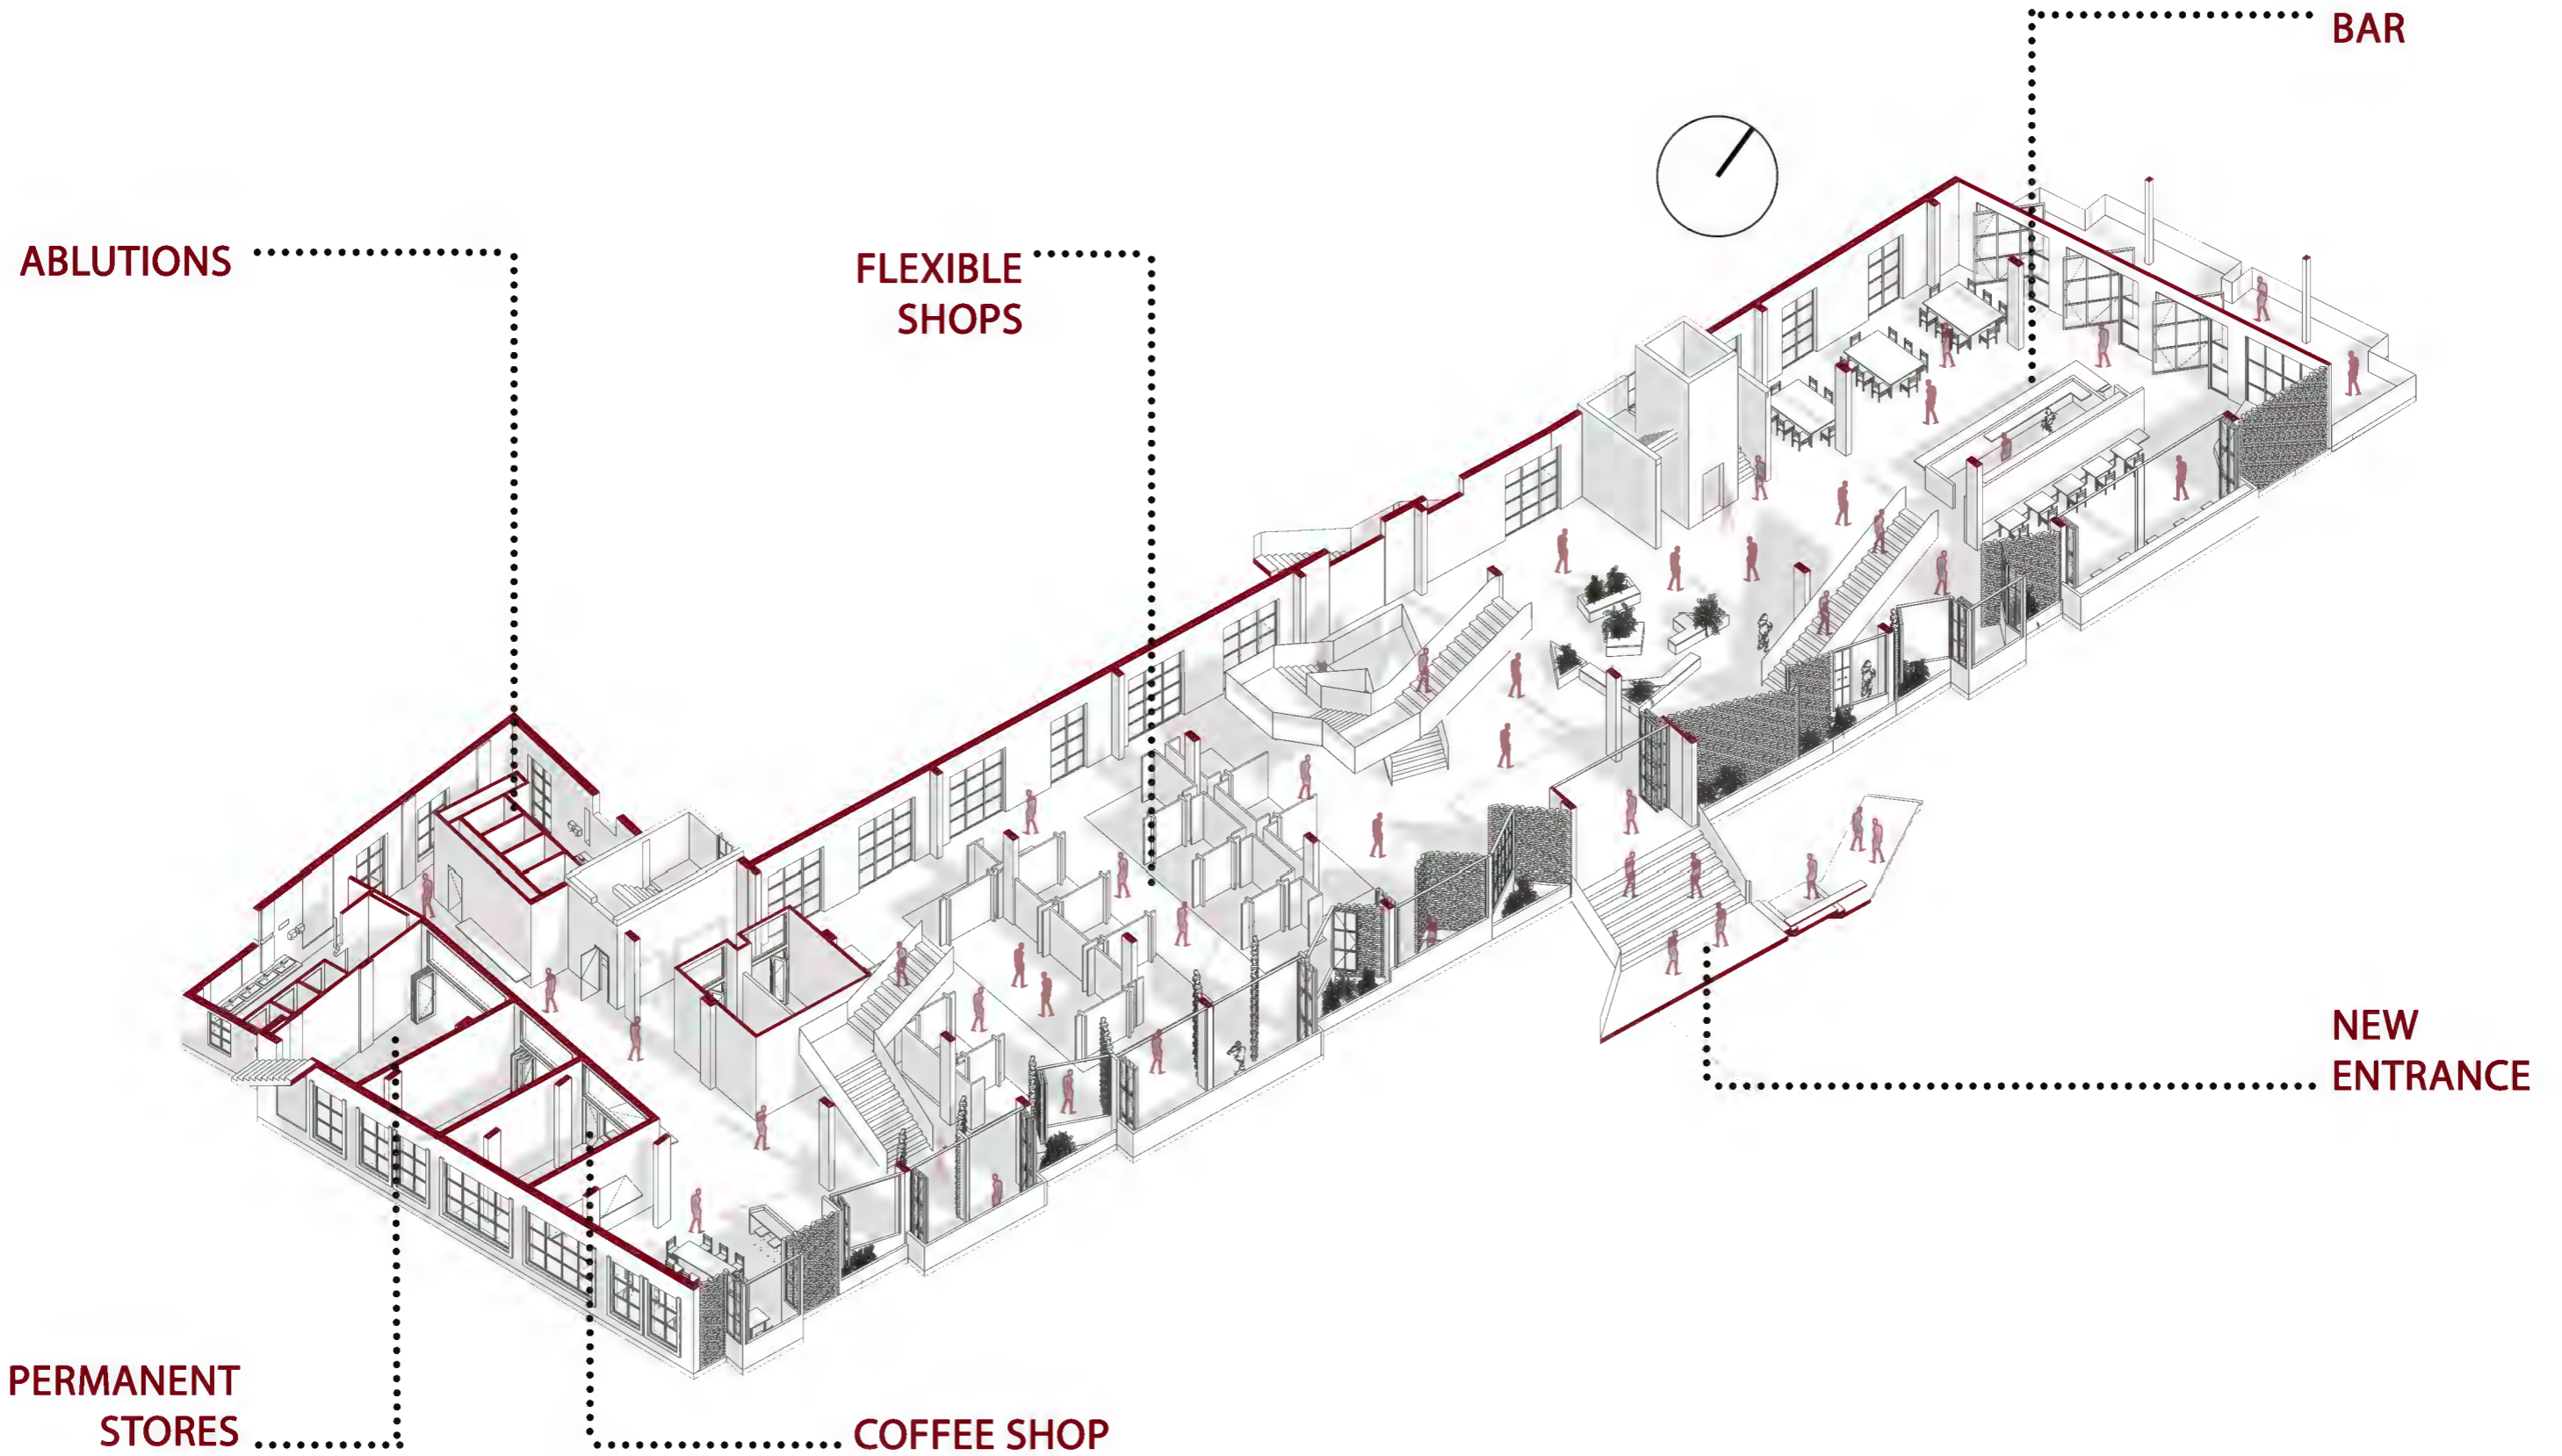 BAR
ABLUTIONS
FLEXIBLE
SHOPS
NEW
ENTRANCE
PERMANENT
STORES
COFFEE SHOP